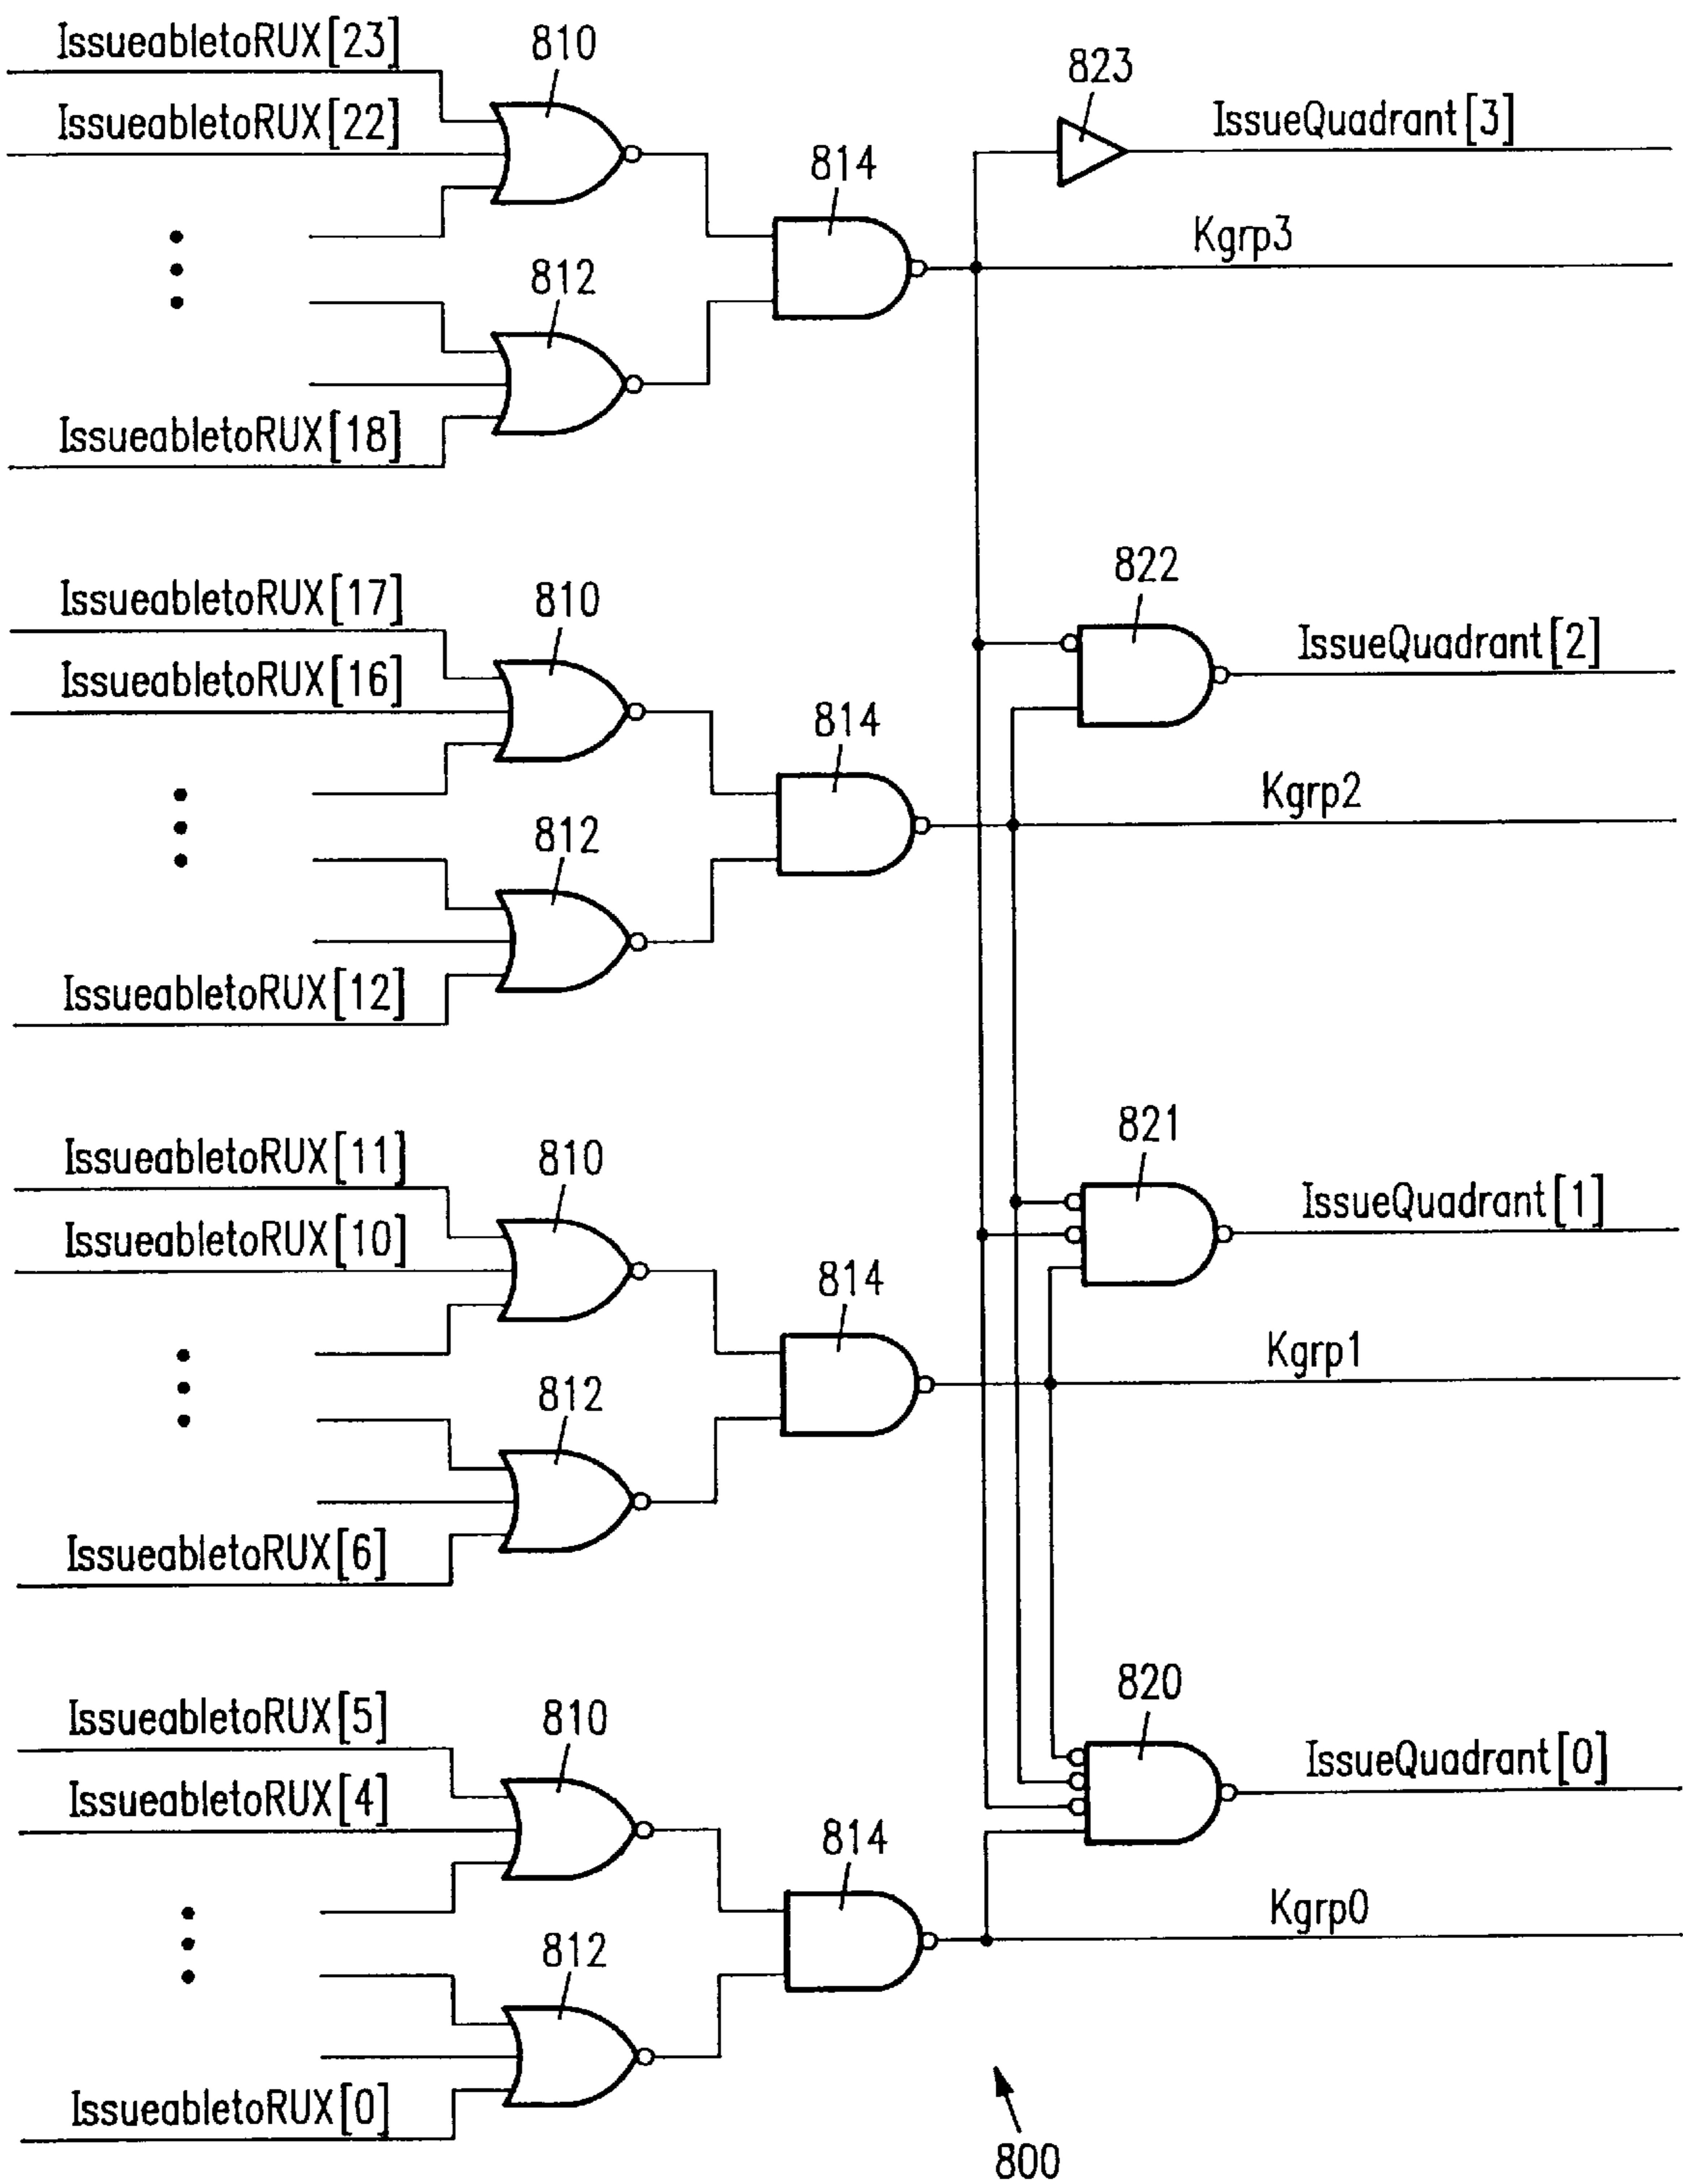 IssueabletoRUX[23]
810
823
IssueabletoRUX[22]
IssueQuadrant[3]
814
Kgrp3
812
IssueabletoRUX[18]
822
IssueabletoRUX[17]
810
IssueQuadrant[2]
IssueabletoRUX[16]
814
Kgrp2
812
IssueabletoRUX[12]
821
IssueabletoRUX[11]
810
IssueQuadrant[1]
IssueabletoRUX[10]
814
Kgrp1
812
IssueabletoRUX[6]
820
IssueabletoRUX[5]
810
IssueQuadrant[0]
IssueabletoRUX[4]
814
Kgrp0
812
IssueabletoRUX[0]
800